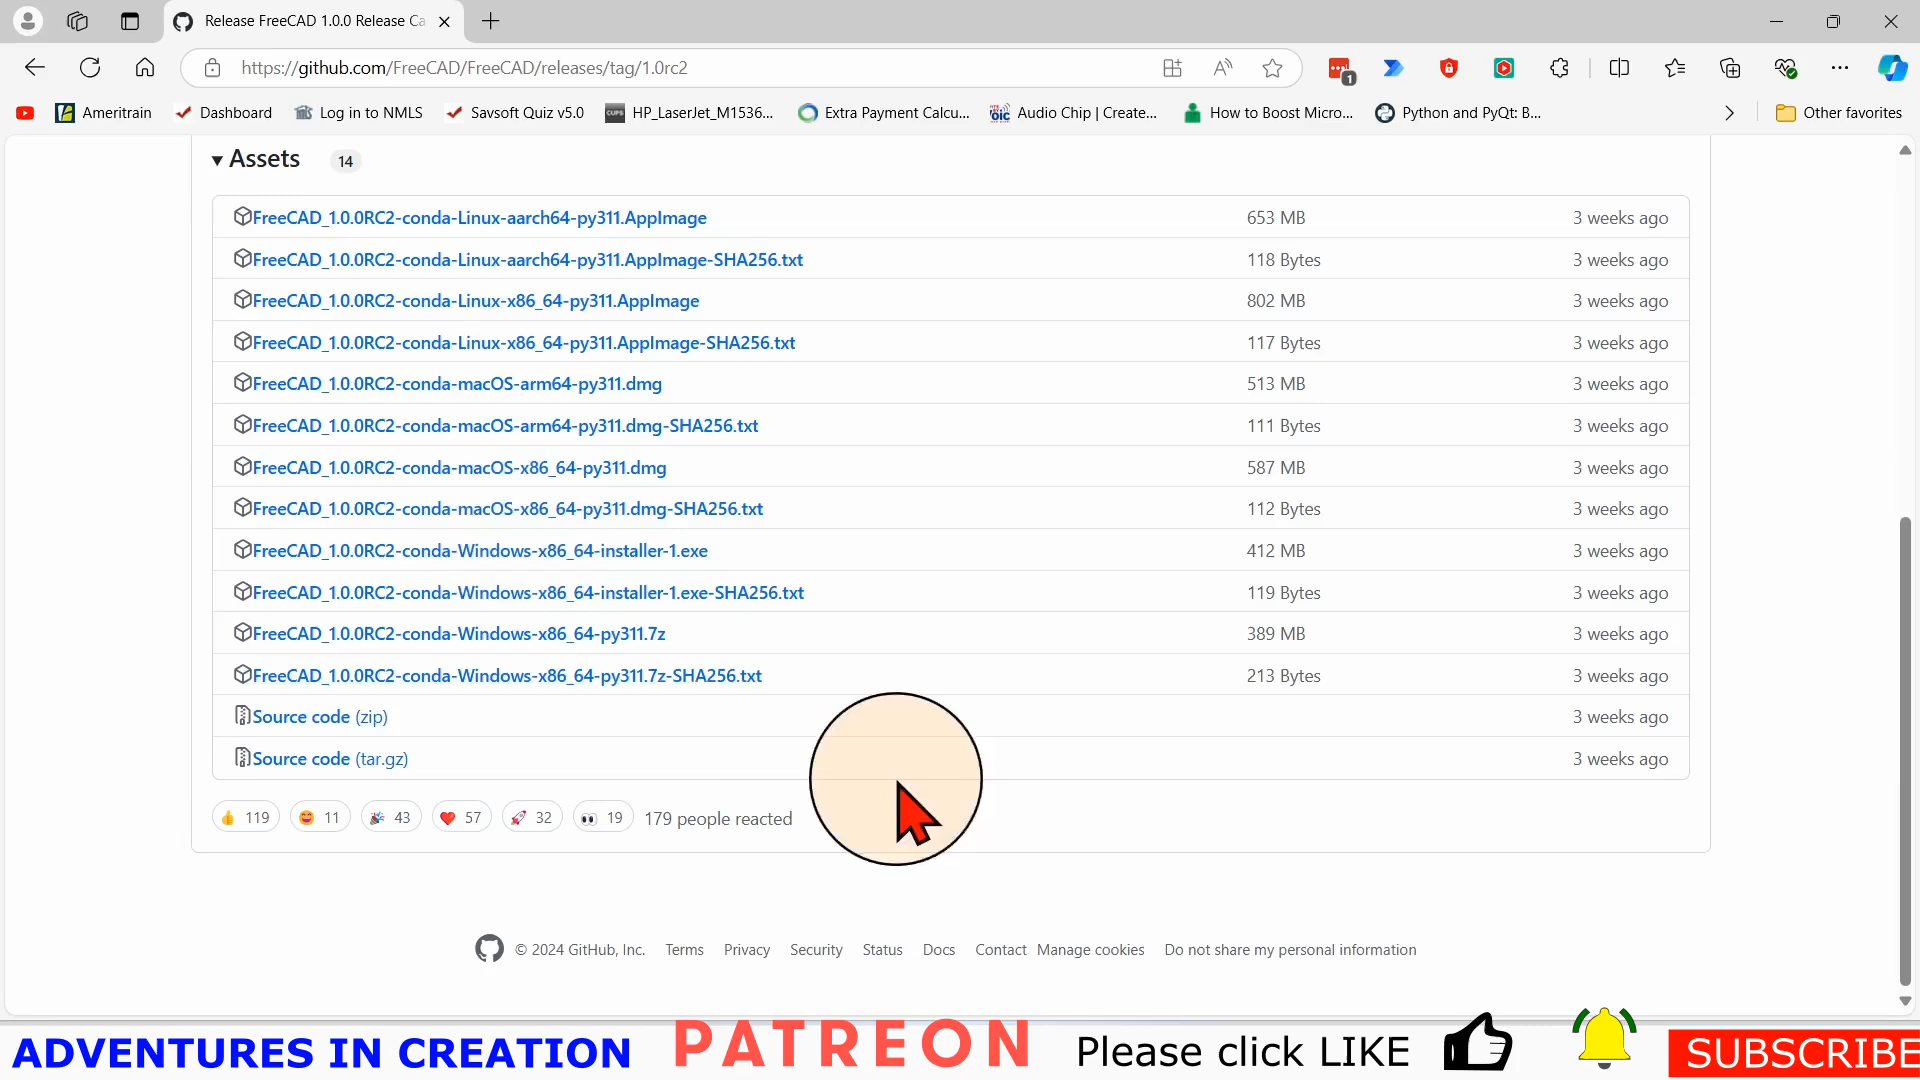 Release FreeCAD 1.0.0 Release Ca
https://github.com/FreeCAD/FreeCAD/releases/tag/1.0rc2
1
Ameritrain
Dashboard
Log in to NMLS
Savsoft Quiz v5.0
HP_LaserJet_M1536...
Extra Payment Calcu...
Audio Chip | Create...
How to Boost Micro...
Python and PyQt: B...
Other favorites
Assets 14
FreeCAD_1.0.0RC2-conda-Linux-aarch64-py311.AppImage 653 MB 3 weeks ago
FreeCAD_1.0.0RC2-conda-Linux-aarch64-py311.AppImage-SHA256.txt 118 Bytes 3 weeks ago
FreeCAD_1.0.0RC2-conda-Linux-x86_64-py311.AppImage 802 MB 3 weeks ago
FreeCAD_1.0.0RC2-conda-Linux-x86_64-py311.AppImage-SHA256.txt 117 Bytes 3 weeks ago
FreeCAD_1.0.0RC2-conda-macOS-arm64-py311.dmg 513 MB 3 weeks ago
FreeCAD_1.0.0RC2-conda-macOS-arm64-py311.dmg-SHA256.txt 111 Bytes 3 weeks ago
FreeCAD_1.0.0RC2-conda-macOS-x86_64-py311.dmg 587 MB 3 weeks ago
FreeCAD_1.0.0RC2-conda-macOS-x86_64-py311.dmg-SHA256.txt 112 Bytes 3 weeks ago
FreeCAD_1.0.0RC2-conda-Windows-x86_64-installer-1.exe 412 MB 3 weeks ago
FreeCAD_1.0.0RC2-conda-Windows-x86_64-installer-1.exe-SHA256.txt 119 Bytes 3 weeks ago
FreeCAD_1.0.0RC2-conda-Windows-x86_64-py311.7z 389 MB 3 weeks ago
FreeCAD_1.0.0RC2-conda-Windows-x86_64-py311.7z-SHA256.txt 213 Bytes 3 weeks ago
Source code (zip) 3 weeks ago
Source code (tar.gz) 3 weeks ago
119 11 43 57 32 19 179 people reacted
© 2024 GitHub, Inc. Terms Privacy Security Status Docs Contact Manage cookies Do not share my personal information
ADVENTURES IN CREATION PATREON Please click LIKE SUBSCRIBE